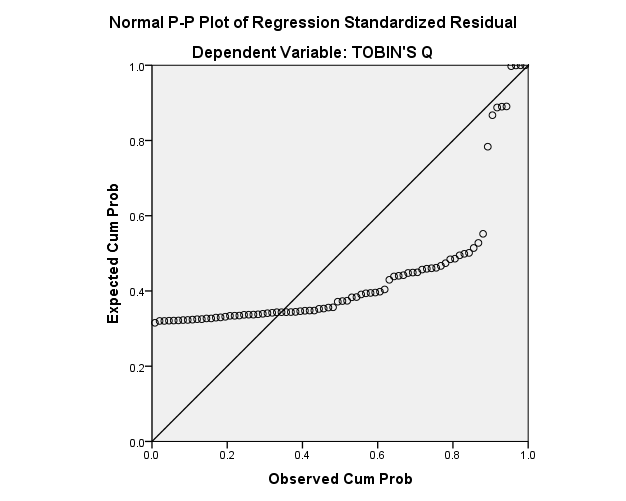 Normal P-P Plot of Regression Standardized Residual
Dependent Variable: TOBIN'S Q
1.0
0.8
0.6
0.4
0.2
0.0
Expected Cum Prob
0.0 0.2 0.4 0.6 0.8 1.0
Observed Cum Prob